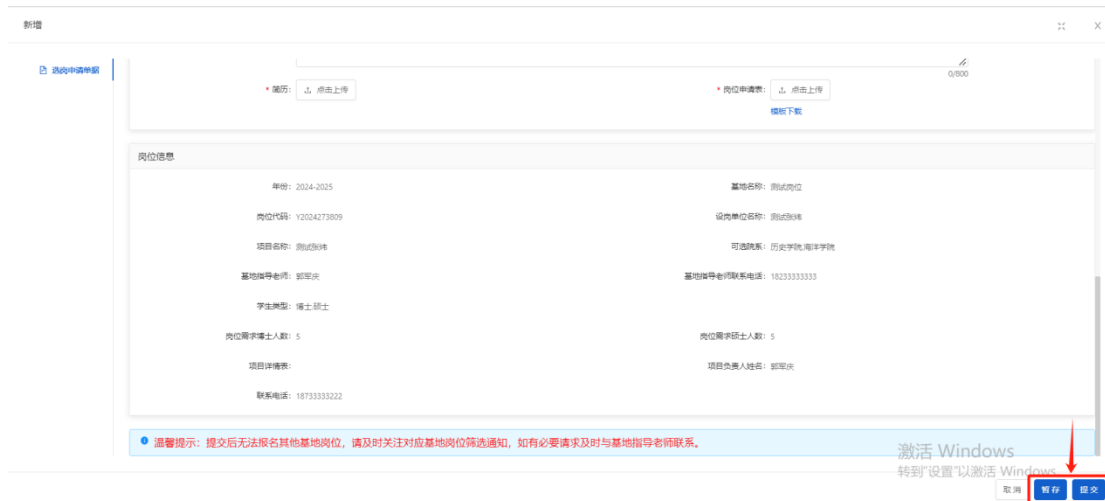 新增
选岗申请单据
0/800
* 简历: 点击上传
* 岗位申请表: 点击上传
模板下载
岗位信息
年份: 2024-2025
基地名称: 测试岗位
岗位代码: Y2024273809
设岗单位名称: 测试张炜
项目名称: 测试张炜
可选院系: 历史学院,海洋学院
基地指导老师: 郭军庆
基地指导老师联系电话: 18233333333
学生类型: 博士,硕士
岗位需求博士人数: 5
岗位需求硕士人数: 5
项目详情表:
项目负责人姓名: 郭军庆
联系电话: 18733333222
温馨提示：提交后无法报名其他基地岗位，请及时关注对应基地岗位筛选通知，如有必要请求及时与基地指导老师联系。
激活 Windows
转到"设置"以激活 Windows。
取消 暂存 提交